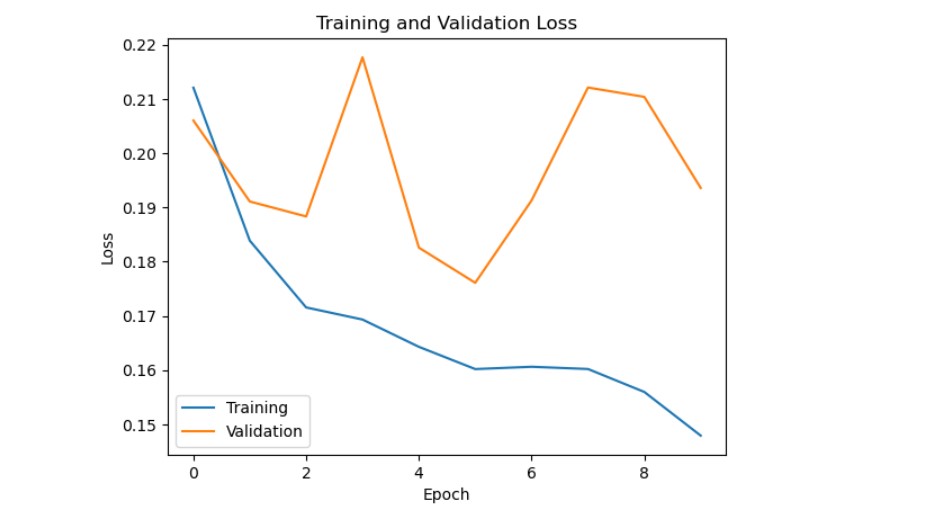 Training and Validation Loss
0.22
0.21
0.20
0.19
0.18
0.17
0.16
0.15
Loss
Training
Validation
0 2 4 6 8
Epoch